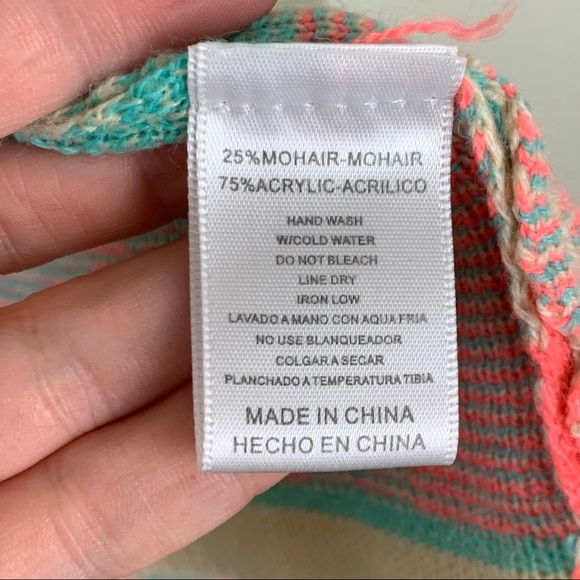 25%MOHAIR-MOHAIR
75%ACRYLIC-ACRILICO
HAND WASH
W/COLD WATER
DO NOT BLEACH
LINE DRY
IRON LOW
LAVADO A MANO CON AQUA FRIA
NO USE BLANQUEADOR
COLGAR A SECAR
PLANCHADO A TEMPERATURA TIBIA
MADE IN CHINA
HECHO EN CHINA